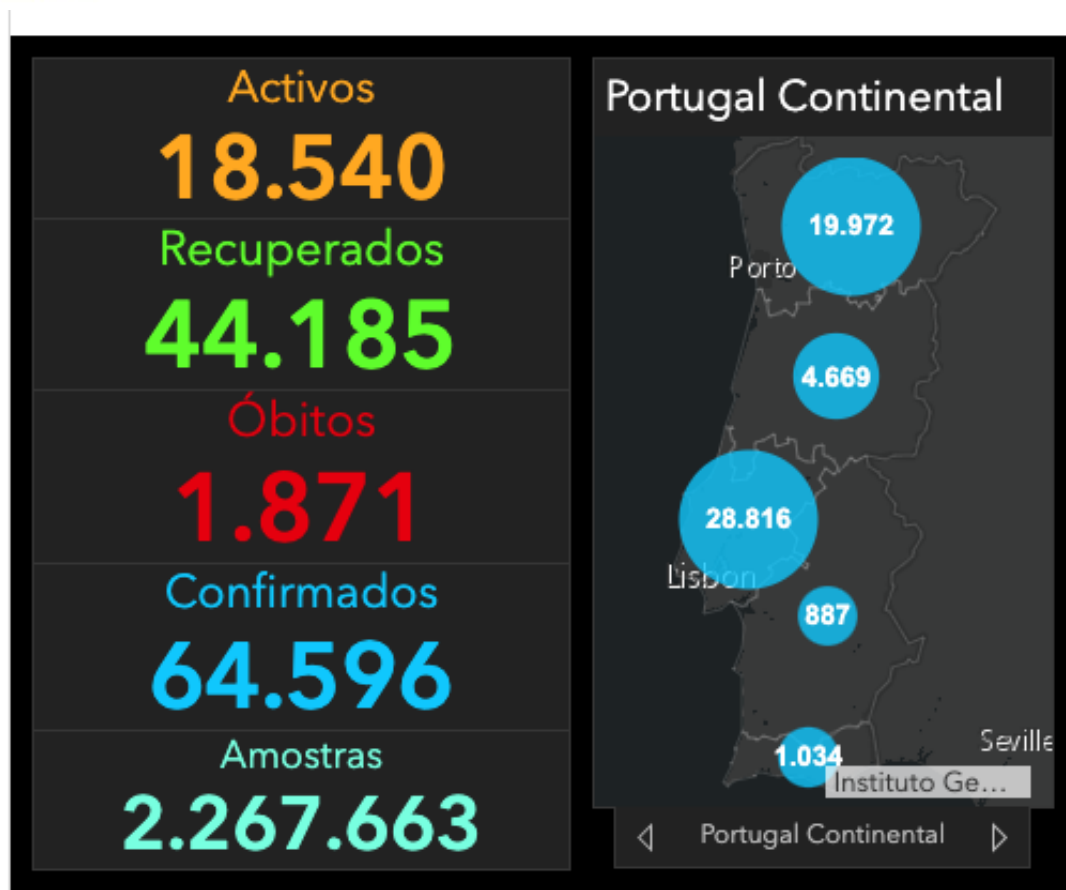 Activos
18.540
Recuperados
44.185
Óbitos
1.871
Confirmados
64.596
Amostras
2.267.663
Portugal Continental
19.972
Porto
4.669
28.816
Lisbon
887
Seville
1.034
Instituto Ge...
Portugal Continental